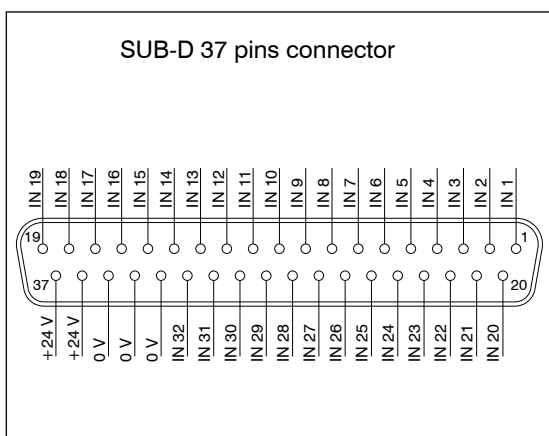 SUB-D 37 pins connector
IN 19
IN 18
IN 17
IN 16
IN 15
IN 14
IN 13
IN 12
IN 11
IN 10
IN 9
IN 8
IN 7
IN 6
IN 5
IN 4
IN 3
IN 2
IN 1
19
1
37
20
+24 V
+24 V
0 V
0 V
0 V
IN 32
IN 31
IN 30
IN 29
IN 28
IN 27
IN 26
IN 25
IN 24
IN 23
IN 22
IN 21
IN 20